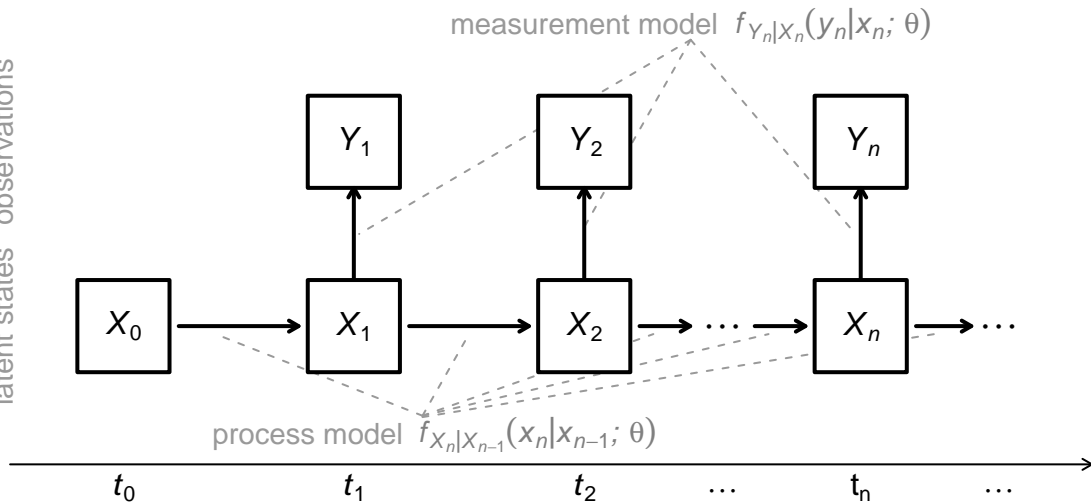 measurement model f_{Y_n|X_n}(y_n|x_n; θ)
observations
Y_1 Y_2 Y_n
latent states
X_0 X_1 X_2 ... X_n ...
process model f_{X_n|X_{n−1}}(x_n|x_{n−1}; θ)
t_0 t_1 t_2 ... t_n ...